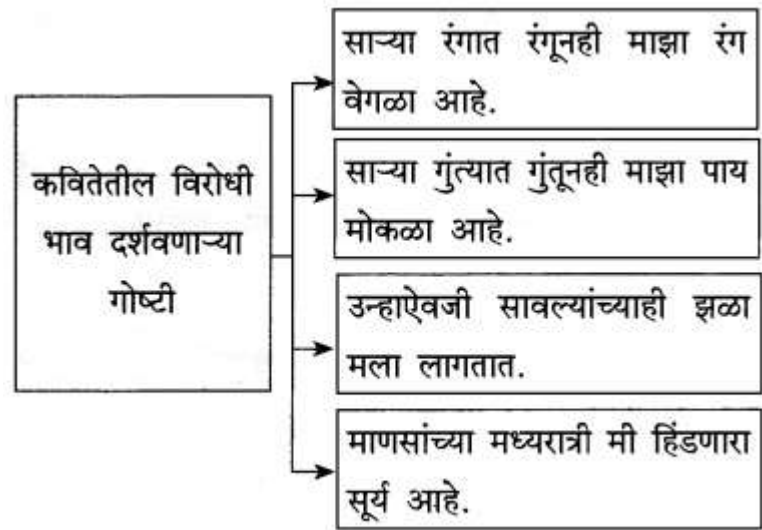 कवितेतील विरोधी
भाव दर्शवणाऱ्या
गोष्टी
साऱ्या रंगात रंगूनही माझा रंग
वेगळा आहे.
साऱ्या गुंत्यात गुंतूनही माझा पाय
मोकळा आहे.
उन्हाऐवजी सावल्यांच्याही झळा
मला लागतात.
माणसांच्या मध्यरात्री मी हिंडणारा
सूर्य आहे.